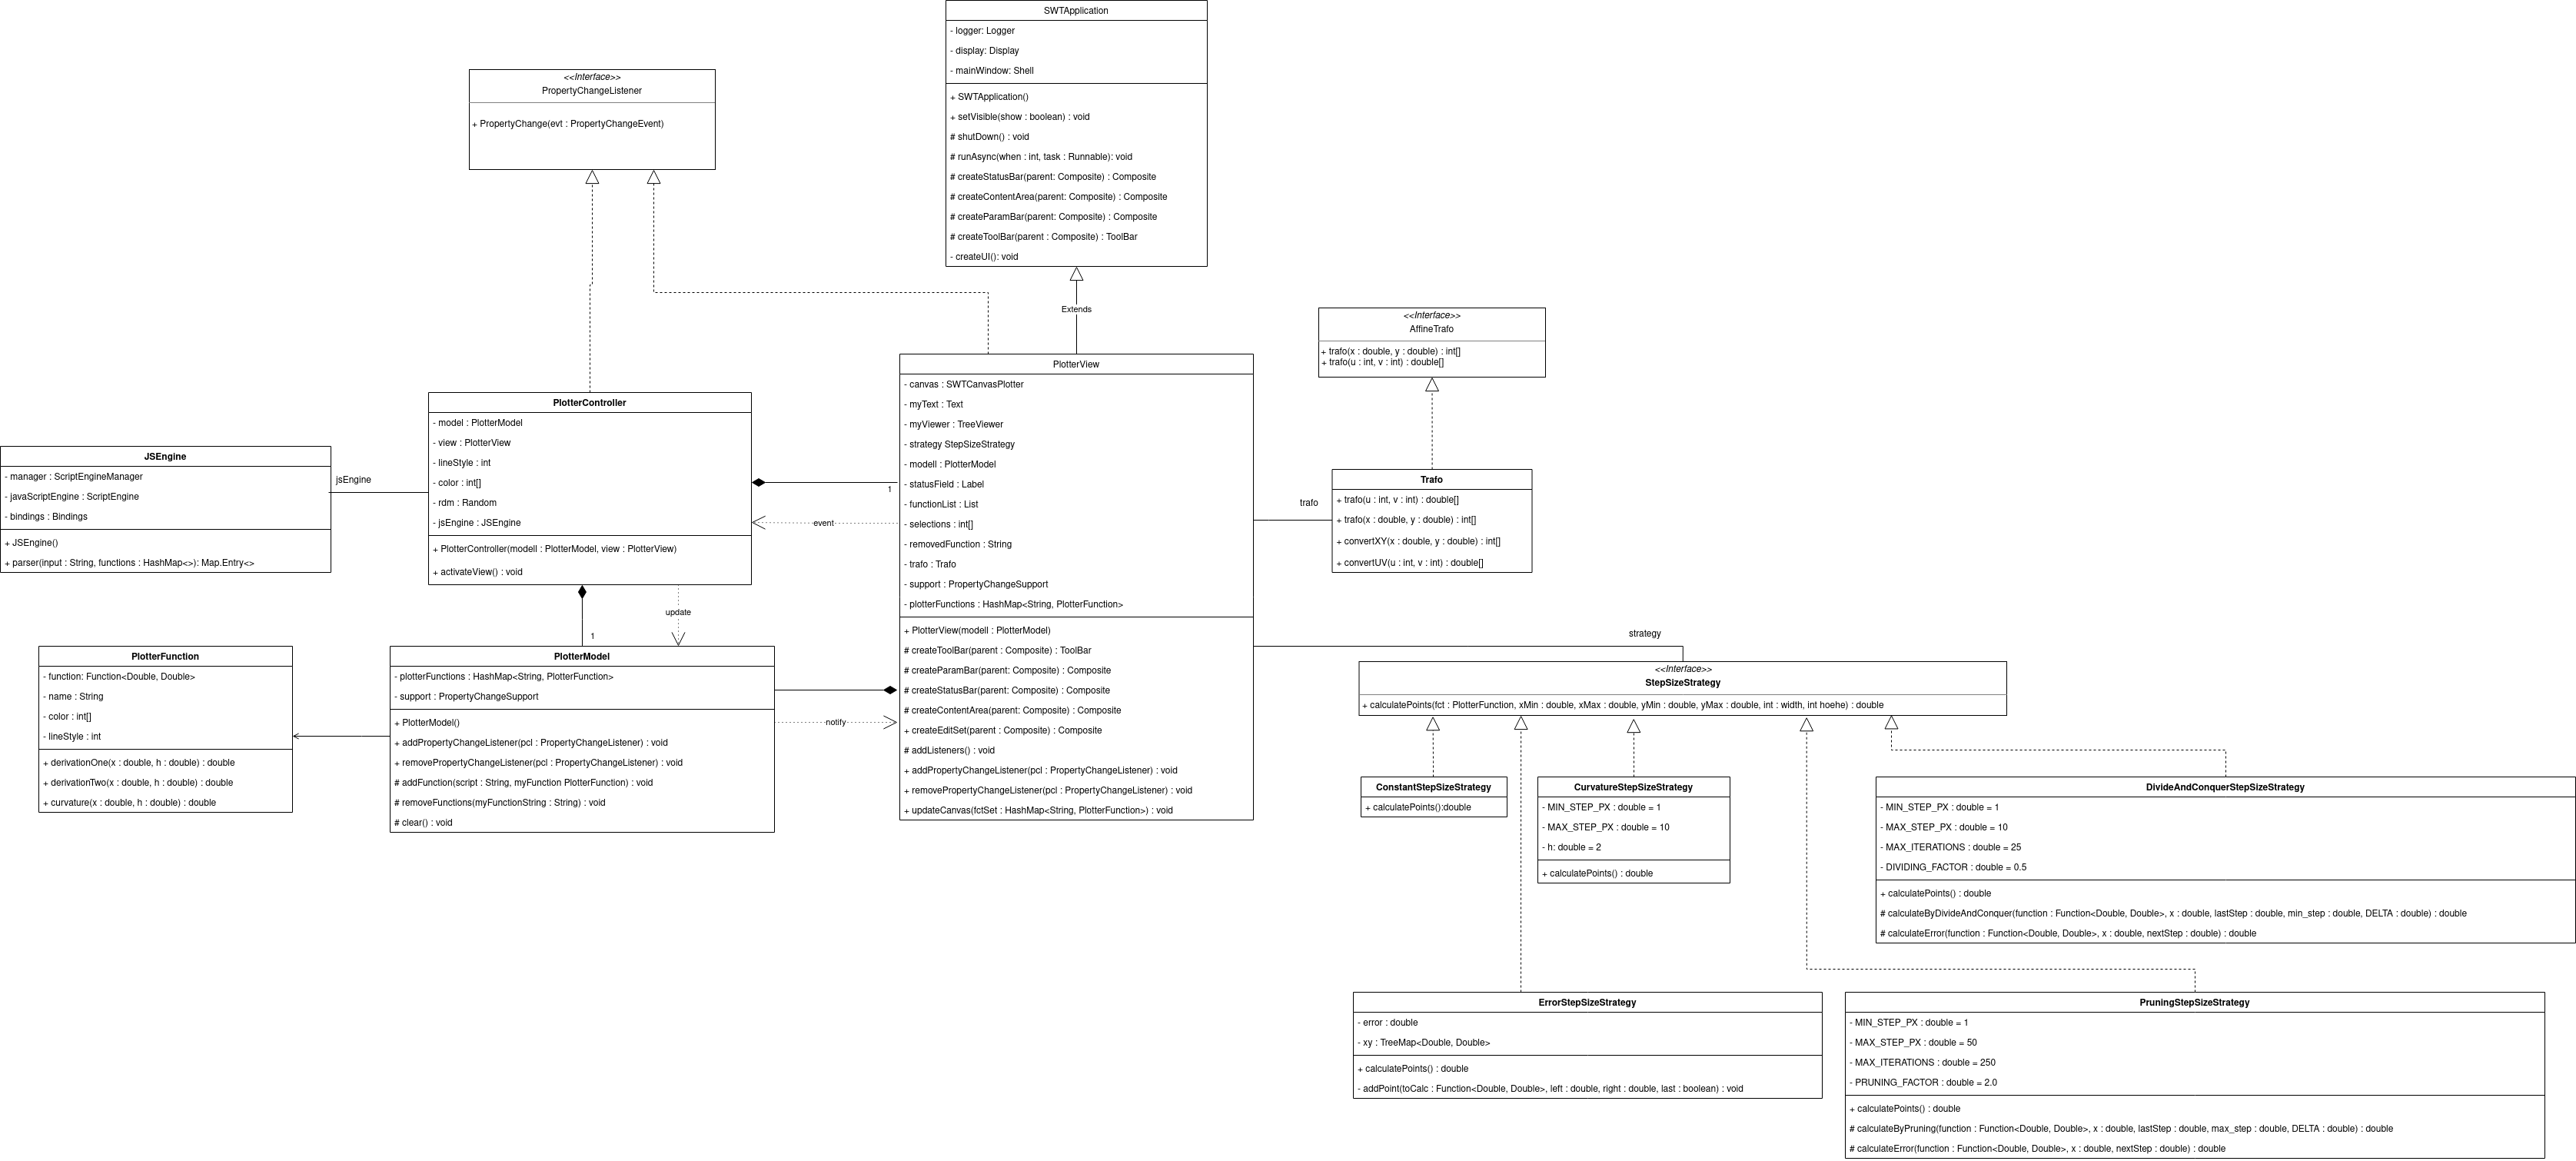 SWTApplication
- logger: Logger
- display: Display
- mainWindow: Shell
+ SWTApplication()
+ setVisible(show : boolean) : void
# shutDown() : void
# runAsync(when : int, task : Runnable): void
# createStatusBar(parent: Composite) : Composite
# createContentArea(parent: Composite) : Composite
# createParamBar(parent: Composite) : Composite
# createToolBar(parent : Composite) : ToolBar
- createUI(): void
<<Interface>>
PropertyChangeListener
+ PropertyChange(evt : PropertyChangeEvent)
Extends
<<Interface>>
AffineTrafo
+ trafo(x : double, y : double) : int[]
+ trafo(u : int, v : int) : double[]
JSEngine
- manager : ScriptEngineManager
- javaScriptEngine : ScriptEngine
- bindings : Bindings
+ JSEngine()
+ parser(input : String, functions : HashMap<>): Map.Entry<>
jsEngine
PlotterController
- model : PlotterModel
- view : PlotterView
- lineStyle : int
- color : int[]
- rdm : Random
- jsEngine : JSEngine
+ PlotterController(modell : PlotterModel, view : PlotterView)
+ activateView() : void
1
event
update
1
PlotterView
- canvas : SWTCanvasPlotter
- myText : Text
- myViewer : TreeViewer
- strategy StepSizeStrategy
- modell : PlotterModel
- statusField : Label
- functionList : List
- selections : int[]
- removedFunction : String
- trafo : Trafo
- support : PropertyChangeSupport
- plotterFunctions : HashMap<String, PlotterFunction>
+ PlotterView(modell : PlotterModel)
# createToolBar(parent : Composite) : ToolBar
# createParamBar(parent: Composite) : Composite
# createStatusBar(parent: Composite) : Composite
# createContentArea(parent: Composite) : Composite
+ createEditSet(parent : Composite) : Composite
# addListeners() : void
+ addPropertyChangeListener(pcl : PropertyChangeListener) : void
+ removePropertyChangeListener(pcl : PropertyChangeListener) : void
+ updateCanvas(fctSet : HashMap<String, PlotterFunction>) : void
trafo
Trafo
+ trafo(u : int, v : int) : double[]
+ trafo(x : double, y : double) : int[]
+ convertXY(x : double, y : double) : int[]
+ convertUV(u : int, v : int) : double[]
PlotterFunction
- function: Function<Double, Double>
- name : String
- color : int[]
- lineStyle : int
+ derivationOne(x : double, h : double) : double
+ derivationTwo(x : double, h : double) : double
+ curvature(x : double, h : double) : double
PlotterModel
- plotterFunctions : HashMap<String, PlotterFunction>
- support : PropertyChangeSupport
+ PlotterModel()
+ addPropertyChangeListener(pcl : PropertyChangeListener) : void
+ removePropertyChangeListener(pcl : PropertyChangeListener) : void
# addFunction(script : String, myFunction PlotterFunction) : void
# removeFunctions(myFunctionString : String) : void
# clear() : void
notify
strategy
<<Interface>>
StepSizeStrategy
+ calculatePoints(fct : PlotterFunction, xMin : double, xMax : double, yMin : double, yMax : double, int : width, int hoehe) : double
ConstantStepSizeStrategy
+ calculatePoints():double
CurvatureStepSizeStrategy
- MIN_STEP_PX : double = 1
- MAX_STEP_PX : double = 10
- h: double = 2
+ calculatePoints() : double
DivideAndConquerStepSizeStrategy
- MIN_STEP_PX : double = 1
- MAX_STEP_PX : double = 10
- MAX_ITERATIONS : double = 25
- DIVIDING_FACTOR : double = 0.5
+ calculatePoints() : double
# calculateByDivideAndConquer(function : Function<Double, Double>, x : double, lastStep : double, min_step : double, DELTA : double) : double
# calculateError(function : Function<Double, Double>, x : double, nextStep : double) : double
ErrorStepSizeStrategy
- error : double
- xy : TreeMap<Double, Double>
+ calculatePoints() : double
- addPoint(toCalc : Function<Double, Double>, left : double, right : double, last : boolean) : void
PruningStepSizeStrategy
- MIN_STEP_PX : double = 1
- MAX_STEP_PX : double = 50
- MAX_ITERATIONS : double = 250
- PRUNING_FACTOR : double = 2.0
+ calculatePoints() : double
# calculateByPruning(function : Function<Double, Double>, x : double, lastStep : double, max_step : double, DELTA : double) : double
# calculateError(function : Function<Double, Double>, x : double, nextStep : double) : double